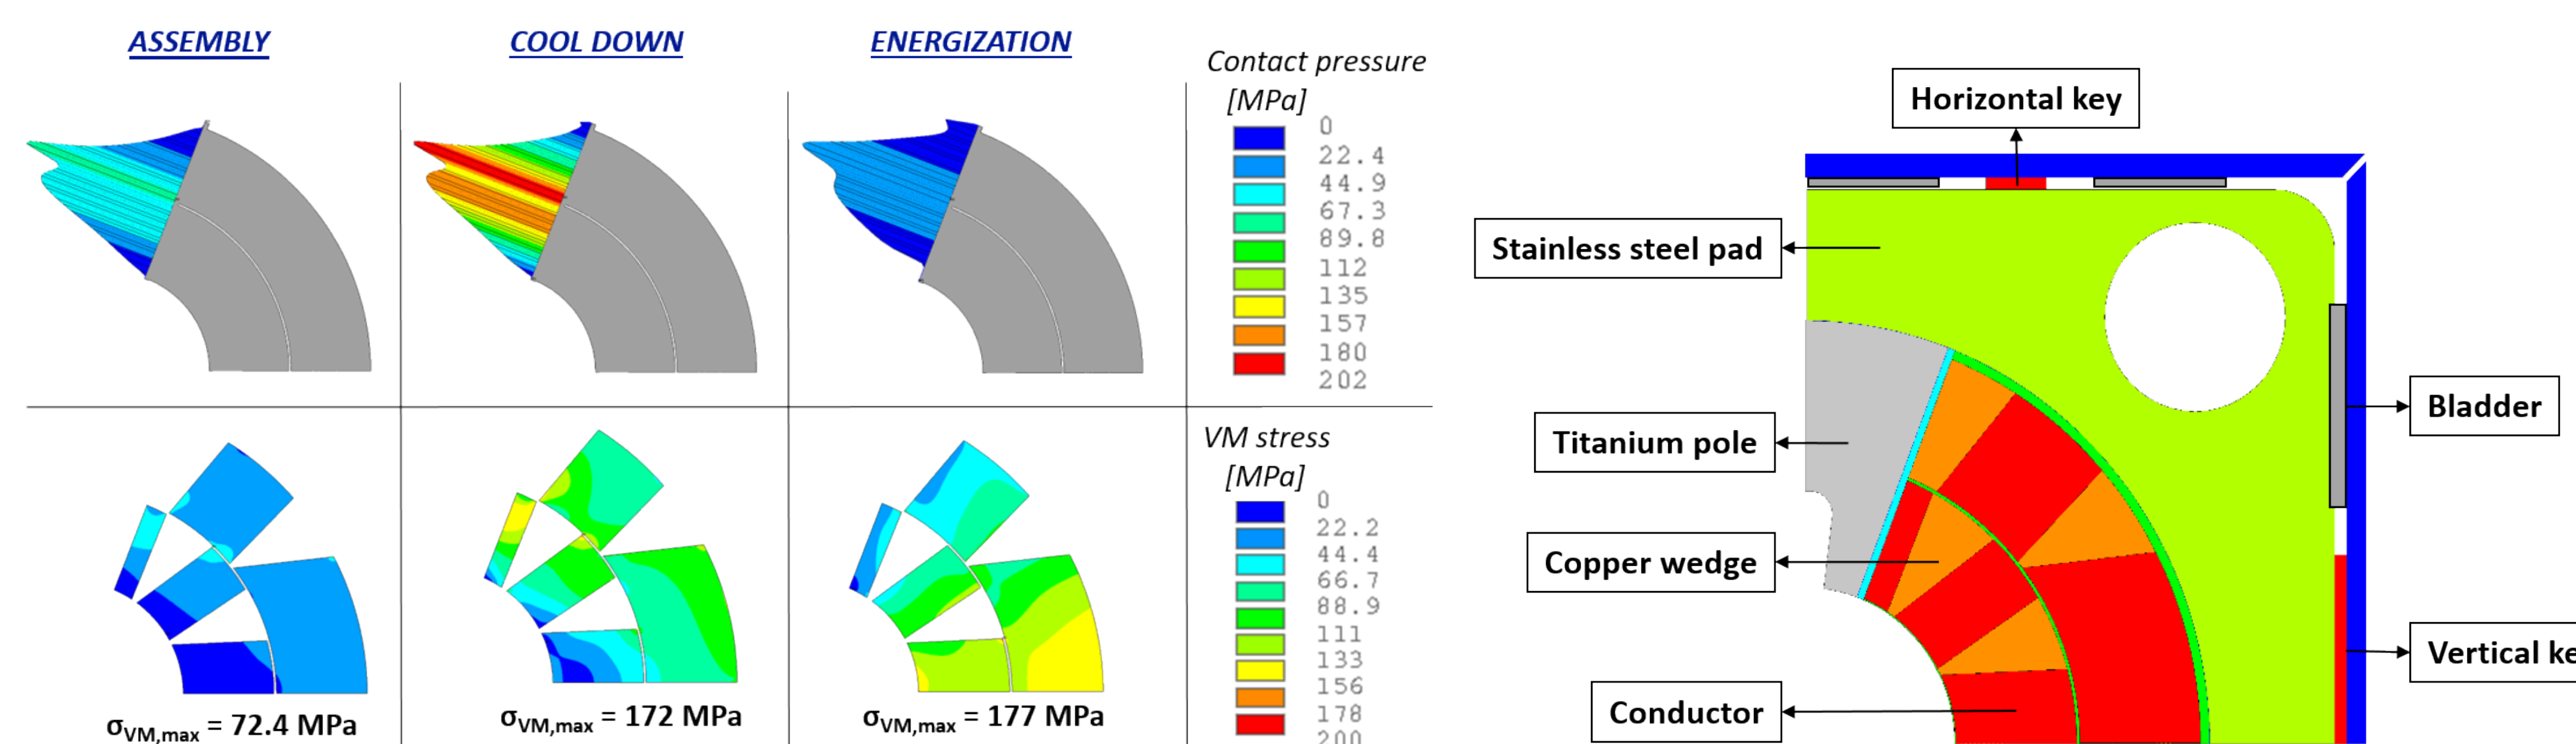 ASSEMBLY
COOL DOWN
ENERGIZATION
Contact pressure
[MPa]
0
22.4
44.9
67.3
89.8
112
135
157
180
202
VM stress
[MPa]
0
22.2
44.4
66.7
88.9
111
133
156
178
200
σVM,max = 72.4 MPa
σVM,max = 172 MPa
σVM,max = 177 MPa
Horizontal key
Stainless steel pad
Bladder
Titanium pole
Copper wedge
Vertical ke
Conductor